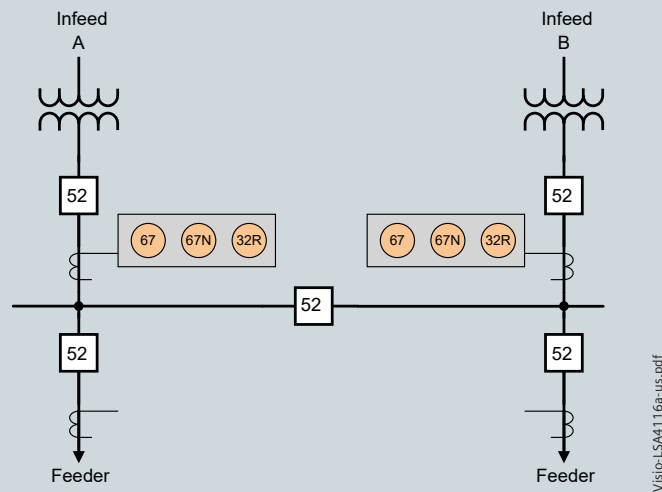 Infeed
A
Infeed
B
52
52
67 67N 32R
67 67N 32R
52
52
52
Feeder
Feeder
Visio-LSA4116a-us.pdf